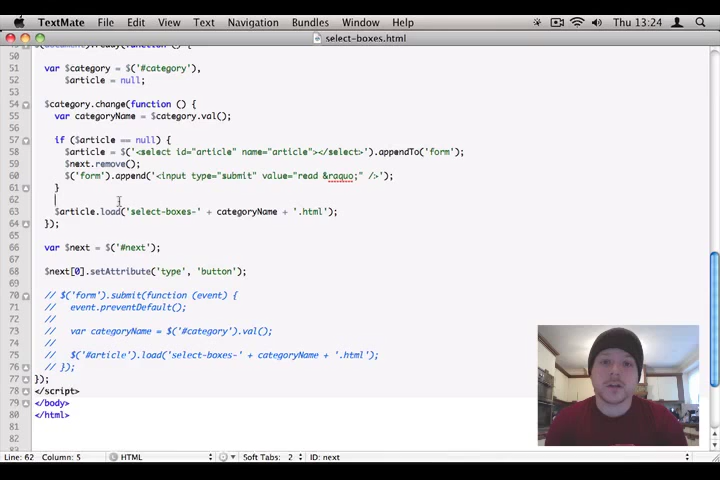 TextMate File Edit View Text Navigation Bundles Window Help Thu 13:24
select-boxes.html
49 $(document).ready(function () {
50
51 var $category = $('#category'),
52 $article = null;
53
54 $category.change(function () {
55 var categoryName = $category.val();
56
57 if ($article == null) {
58 $article = $('<select id="article" name="article"></select>').appendTo('form');
59 $next.remove();
60 $('form').append('<input type="submit" value="read &raquo;" />');
61 }
62
63 $article.load('select-boxes-' + categoryName + '.html');
64 });
65
66 var $next = $('#next');
67
68 $next[0].setAttribute('type', 'button');
69
70 // $('form').submit(function (event) {
71 // event.preventDefault();
72 //
73 // var categoryName = $('#category').val();
74 //
75 // $('#article').load('select-boxes-' + categoryName + '.html');
76 // });
77 });
78 </script>
79 </body>
80 </html>
81
82
Line: 62 Column: 5 HTML Soft Tabs: 2 ID: next